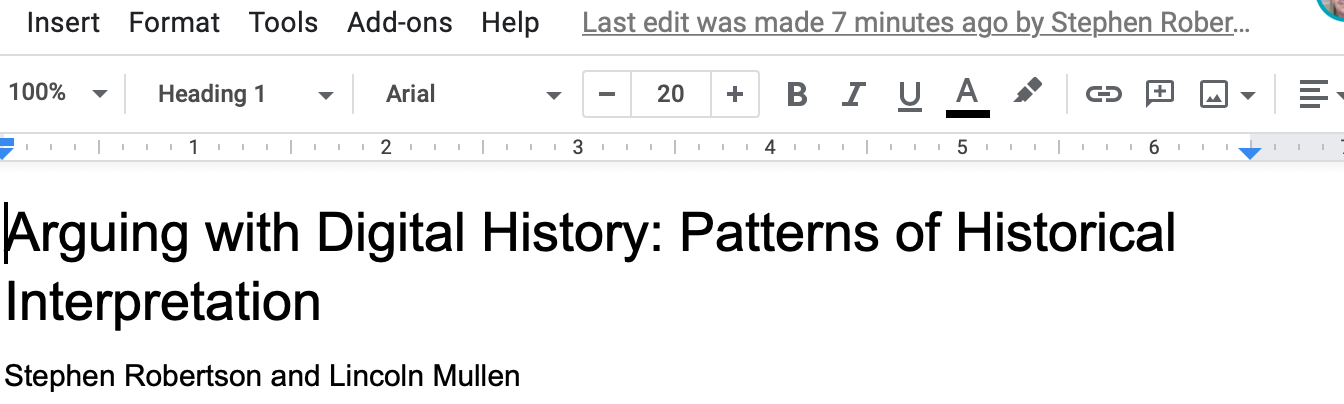 Insert Format Tools Add-ons Help Last edit was made 7 minutes ago by Stephen Rober…
100% Heading 1 Arial − 20 + B I U A
1 2 3 4 5 6 7
Arguing with Digital History: Patterns of Historical
Interpretation
Stephen Robertson and Lincoln Mullen